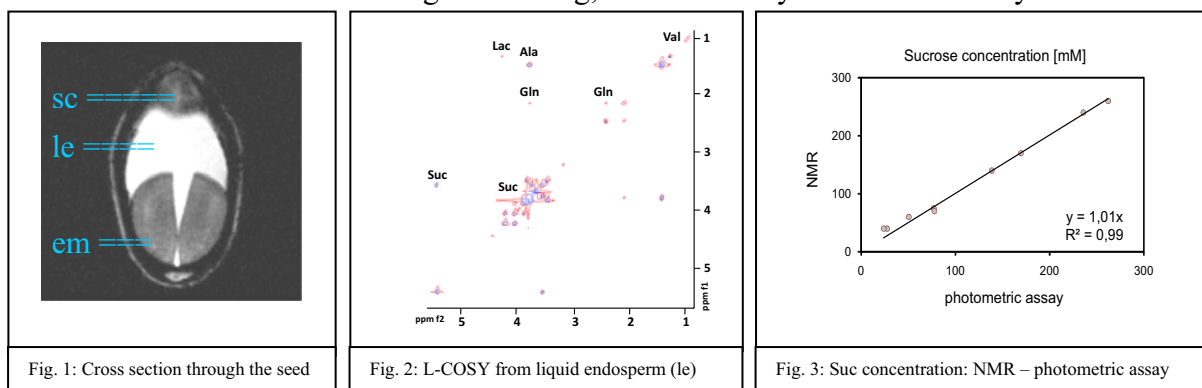 sc
le
em
Fig. 1: Cross section through the seed
Lac
Ala
Val
Gln
Gln
Suc
Suc
1
2
3
4
5
ppm f1
ppm f2
5
4
3
2
1
Fig. 2: L-COSY from liquid endosperm (le)
Sucrose concentration [mM]
300
200
100
0
NMR
y = 1,01x
R² = 0,99
0
100
200
300
photometric assay
Fig. 3: Suc concentration: NMR – photometric assay